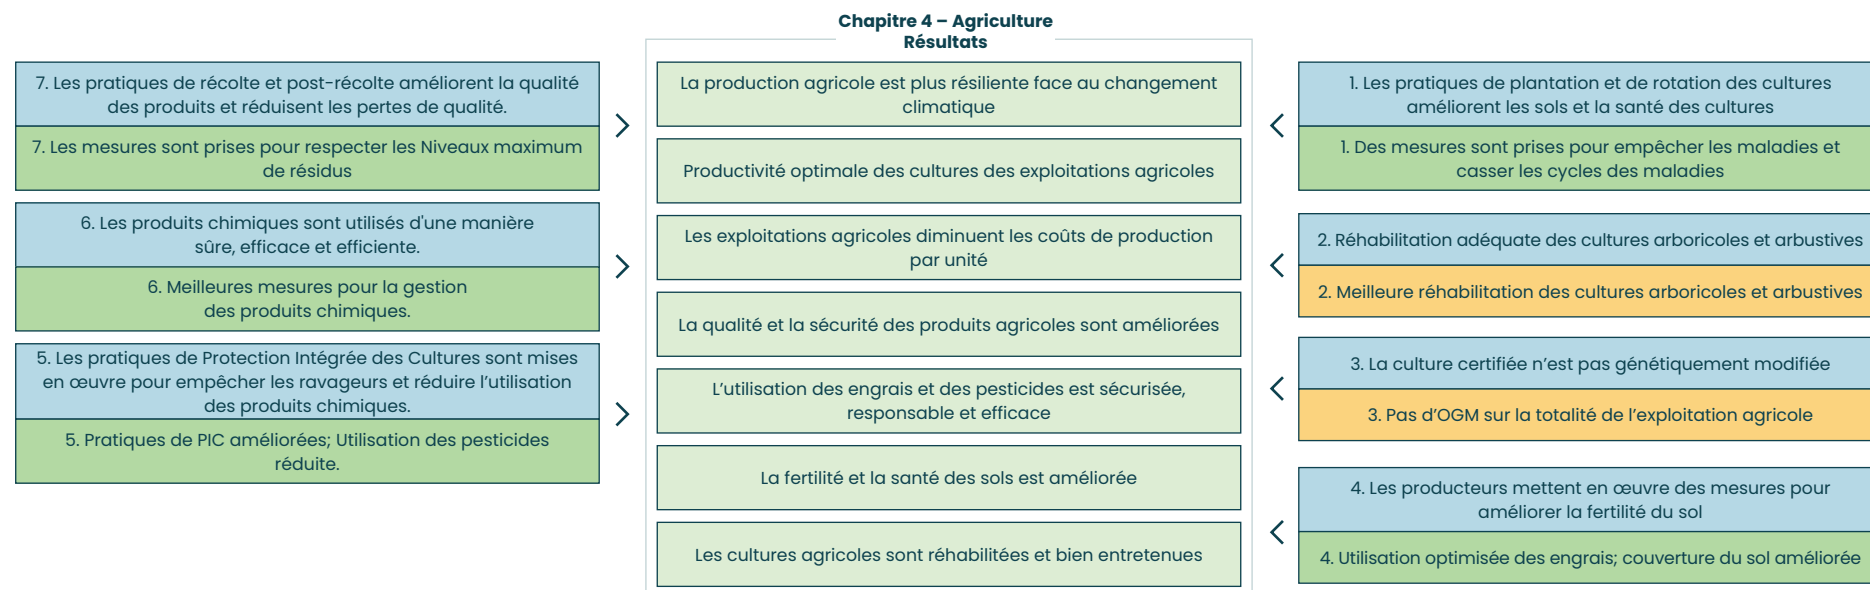 Chapitre 4 – Agriculture
Résultats
7. Les pratiques de récolte et post-récolte améliorent la qualité
des produits et réduisent les pertes de qualité.
7. Les mesures sont prises pour respecter les Niveaux maximum
de résidus
6. Les produits chimiques sont utilisés d'une manière
sûre, efficace et efficiente.
6. Meilleures mesures pour la gestion
des produits chimiques.
5. Les pratiques de Protection Intégrée des Cultures sont mises
en œuvre pour empêcher les ravageurs et réduire l’utilisation
des produits chimiques.
5. Pratiques de PIC améliorées; Utilisation des pesticides
réduite.
La production agricole est plus résiliente face au changement
climatique
Productivité optimale des cultures des exploitations agricoles
Les exploitations agricoles diminuent les coûts de production
par unité
La qualité et la sécurité des produits agricoles sont améliorées
L’utilisation des engrais et des pesticides est sécurisée,
responsable et efficace
La fertilité et la santé des sols est améliorée
Les cultures agricoles sont réhabilitées et bien entretenues
1. Les pratiques de plantation et de rotation des cultures
améliorent les sols et la santé des cultures
1. Des mesures sont prises pour empêcher les maladies et
casser les cycles des maladies
2. Réhabilitation adéquate des cultures arboricoles et arbustives
2. Meilleure réhabilitation des cultures arboricoles et arbustives
3. La culture certifiée n’est pas génétiquement modifiée
3. Pas d’OGM sur la totalité de l’exploitation agricole
4. Les producteurs mettent en œuvre des mesures pour
améliorer la fertilité du sol
4. Utilisation optimisée des engrais; couverture du sol améliorée